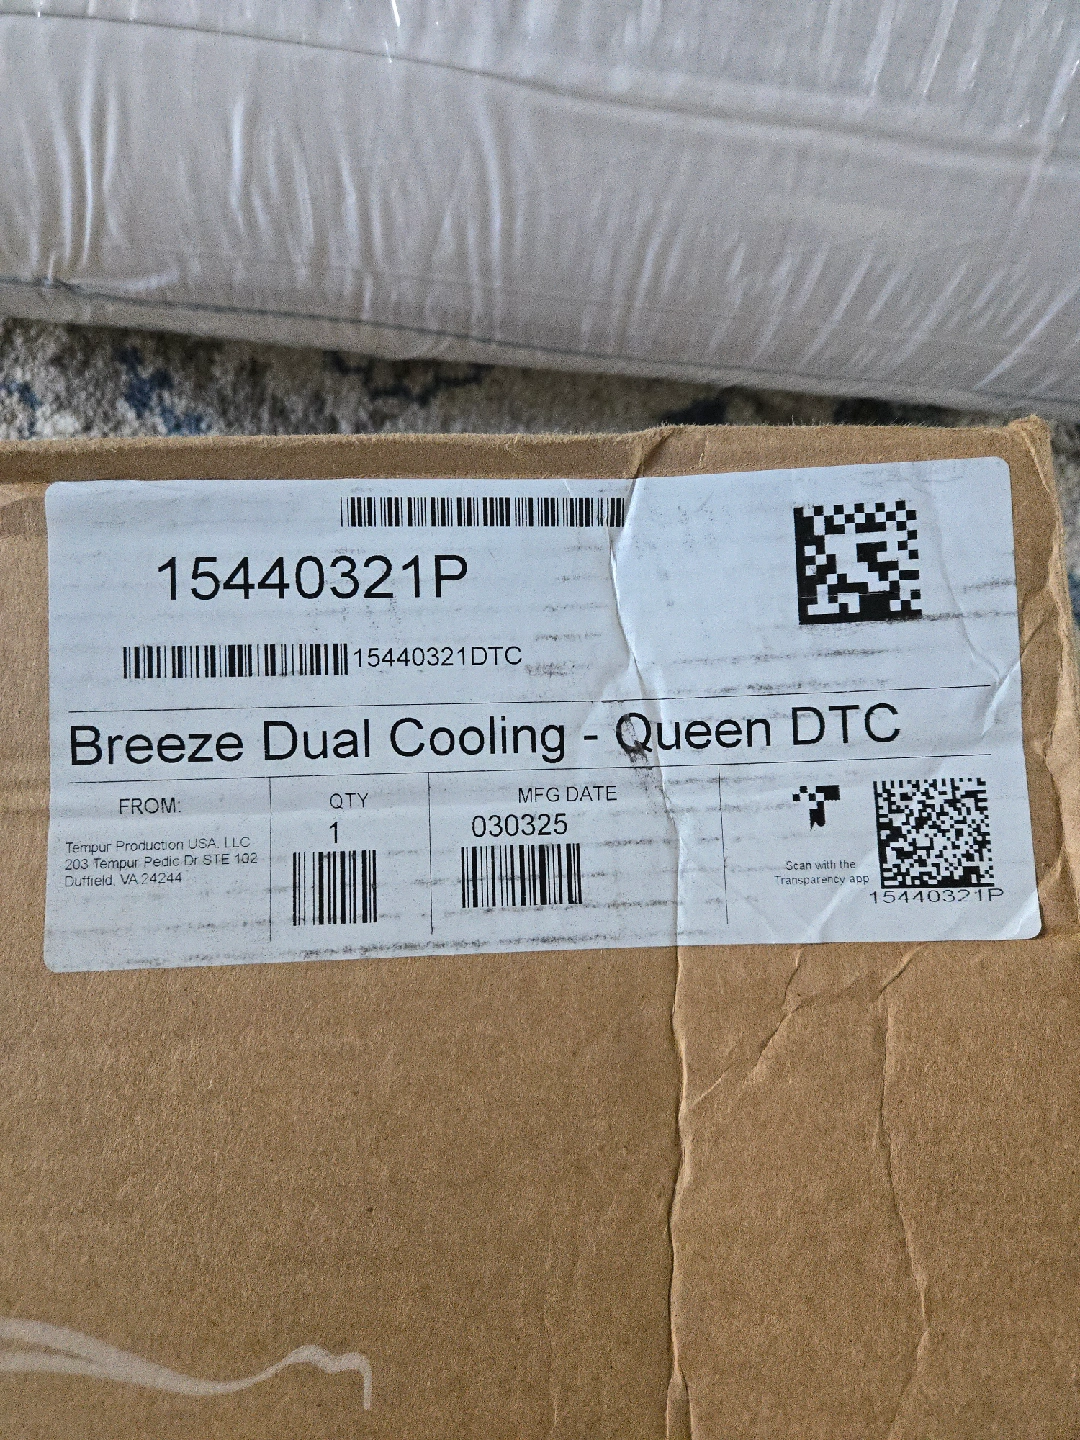 15440321P
15440321DTC
Breeze Dual Cooling - Queen DTC
FROM:
Tempur Production USA, LLC
203 Tempur Pedic Dr STE 102
Duffield, VA 24244
QTY
1
MFG DATE
030325
Scan with the
Transparency app
15440321P